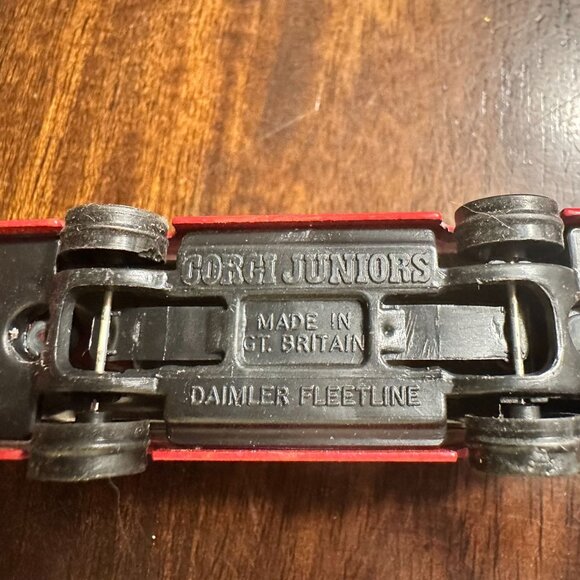 CORGI JUNIORS
MADE IN
GT. BRITAIN
DAIMLER FLEETLINE